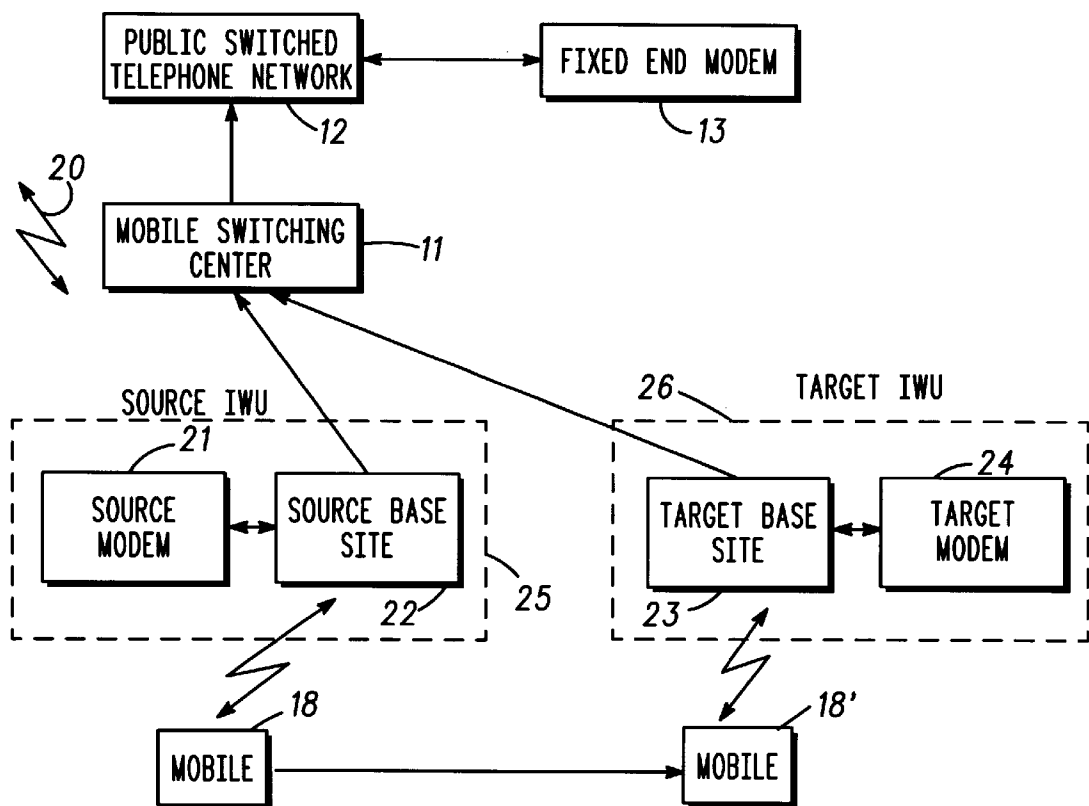 PUBLIC SWITCHED
TELEPHONE NETWORK
12
FIXED END MODEM
13
20
MOBILE SWITCHING
CENTER
11
SOURCE IWU
26
TARGET IWU
21
SOURCE
MODEM
SOURCE BASE
SITE
22
25
TARGET BASE
SITE
23
24
TARGET
MODEM
18
MOBILE
18'
MOBILE